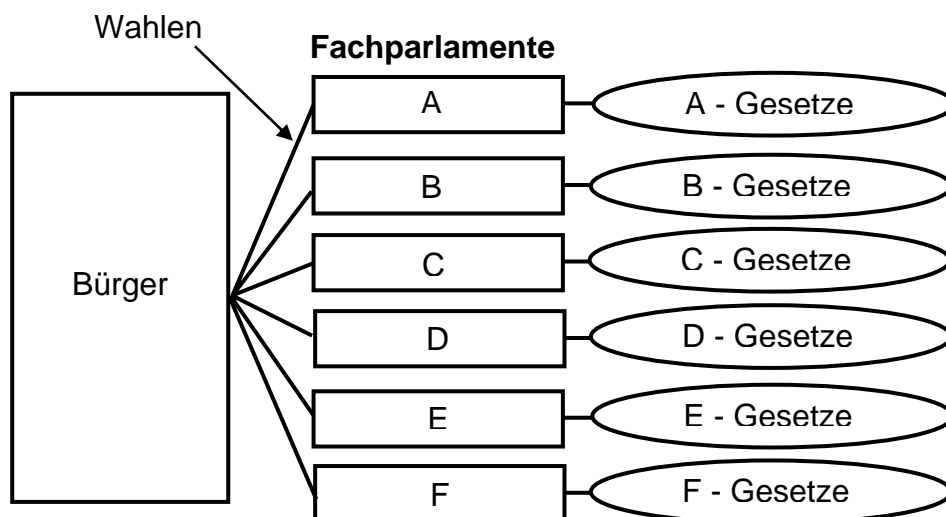 Wahlen
Fachparlamente
A
A - Gesetze
B
B - Gesetze
C
C - Gesetze
Bürger
D
D - Gesetze
E
E - Gesetze
F
F - Gesetze